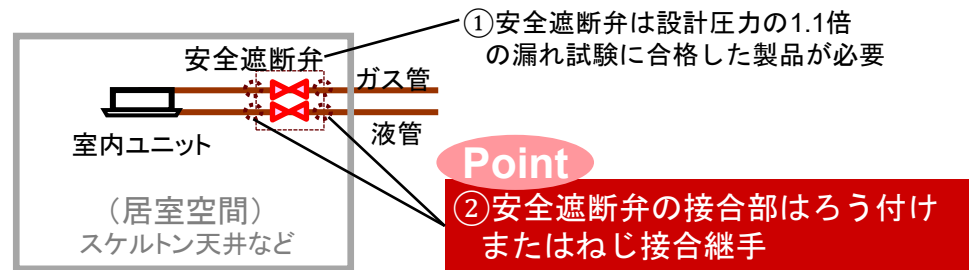 ①安全遮断弁は設計圧力の1.1倍
の漏れ試験に合格した製品が必要
安全遮断弁
ガス管
液管
室内ユニット
（居室空間）
スケルトン天井など
Point
②安全遮断弁の接合部はろう付け
またはねじ接合継手